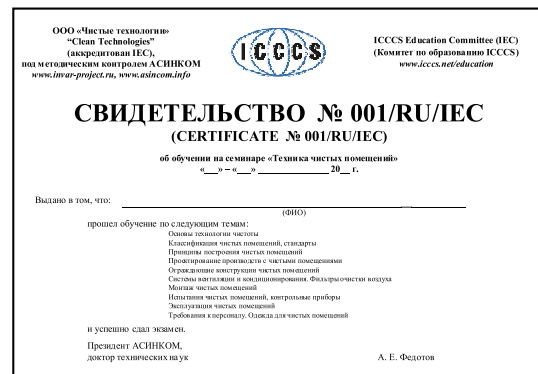 ООО «Чистые технологии»
“Clean Technologies”
(аккредитован IEC),
под методическим контролем АСИНКОМ
www.invar-project.ru, www.asincom.info
ICCCS
ICCCS Education Committee (IEC)
(Комитет по образованию ICCCS)
www.icccs.net/education
СВИДЕТЕЛЬСТВО № 001/RU/IEC
(CERTIFICATE № 001/RU/IEC)
об обучении на семинаре «Техника чистых помещений»
«___» – «___» ______________ 20__ г.
Выдано в том, что:
(ФИО)
прошел обучение по следующим темам:
Основы технологии чистоты
Классификация чистых помещений, стандарты
Принципы построения чистых помещений
Проектирование производств с чистыми помещениями
Ограждающие конструкции чистых помещений
Системы вентиляции и кондиционирования. Фильтры очистки воздуха
Монтаж чистых помещений
Испытания чистых помещений, контрольные приборы
Эксплуатация чистых помещений
Требования к персоналу. Одежда для чистых помещений
и успешно сдал экзамен.
Президент АСИНКОМ,
доктор технических наук А. Е. Федотов